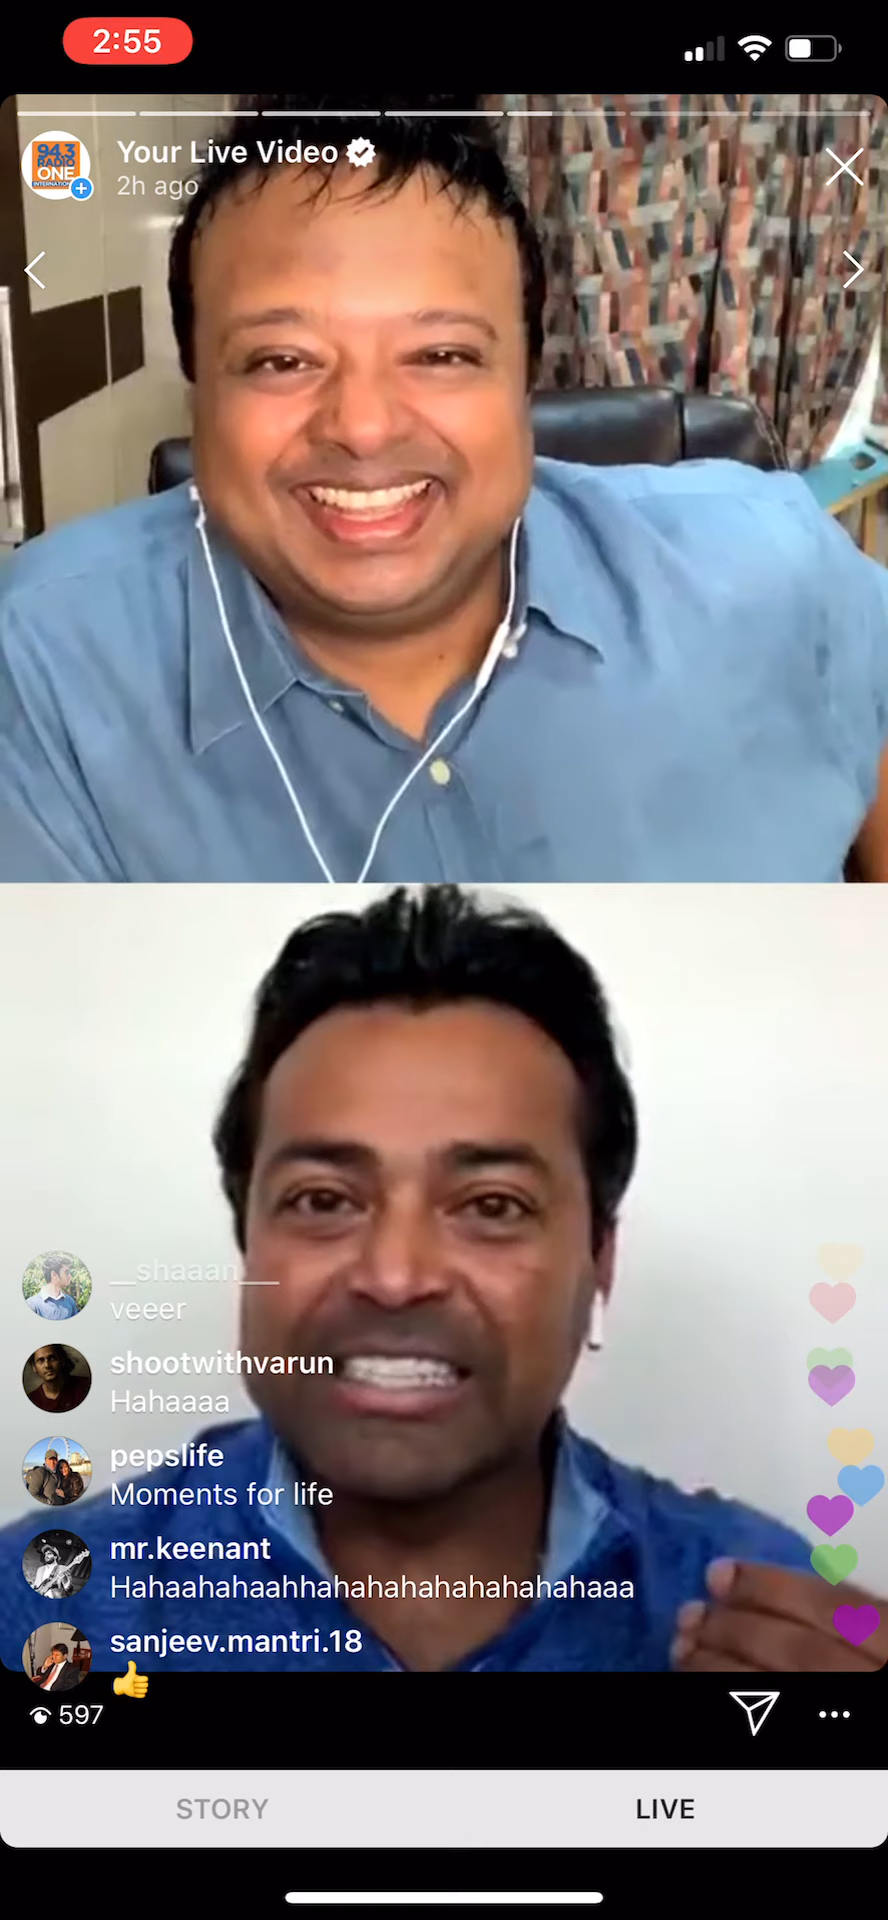 2:55
94.3
RADIO
ONE
INTERNATIONAL
Your Live Video
2h ago
__shaaan___
veeer
shootwithvarun
Hahaaaa
pepslife
Moments for life
mr.keenant
Hahaahahaahhahahahahahahahahaaa
sanjeev.mantri.18
👍
597
STORY
LIVE